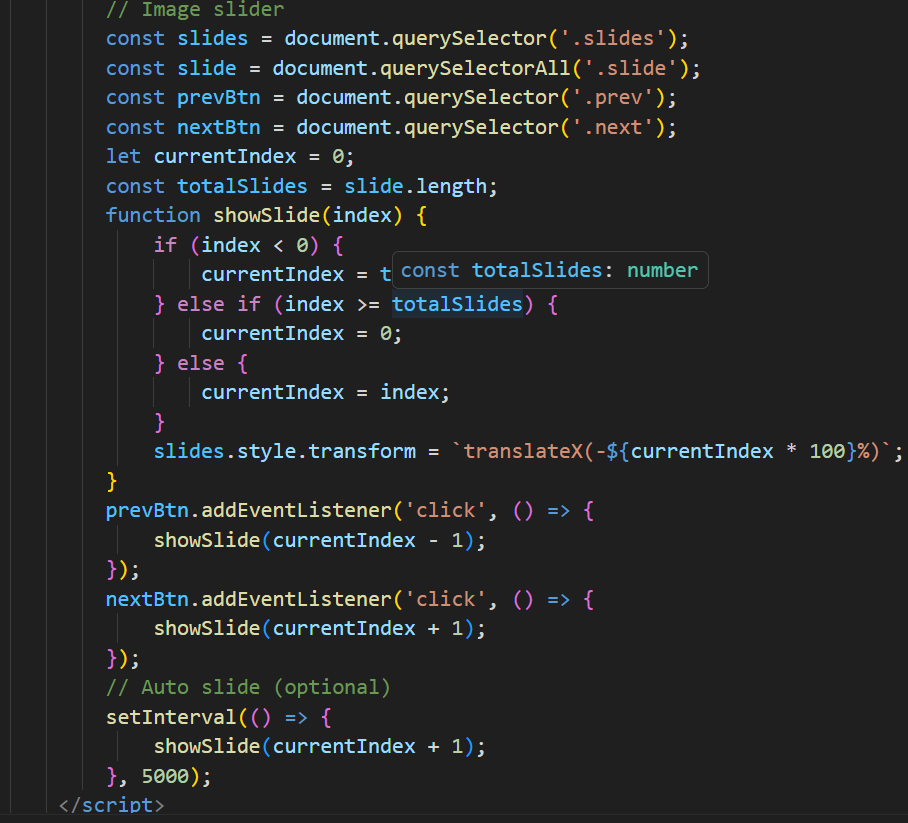 // Image slider
const slides = document.querySelector('.slides');
const slide = document.querySelectorAll('.slide');
const prevBtn = document.querySelector('.prev');
const nextBtn = document.querySelector('.next');
let currentIndex = 0;
const totalSlides = slide.length;
function showSlide(index) {
if (index < 0) {
currentIndex = t
const totalSlides: number
} else if (index >= totalSlides) {
currentIndex = 0;
} else {
currentIndex = index;
}
slides.style.transform = `translateX(-${currentIndex * 100}%)`;
}
prevBtn.addEventListener('click', () => {
showSlide(currentIndex - 1);
});
nextBtn.addEventListener('click', () => {
showSlide(currentIndex + 1);
});
// Auto slide (optional)
setInterval(() => {
showSlide(currentIndex + 1);
}, 5000);
</script>